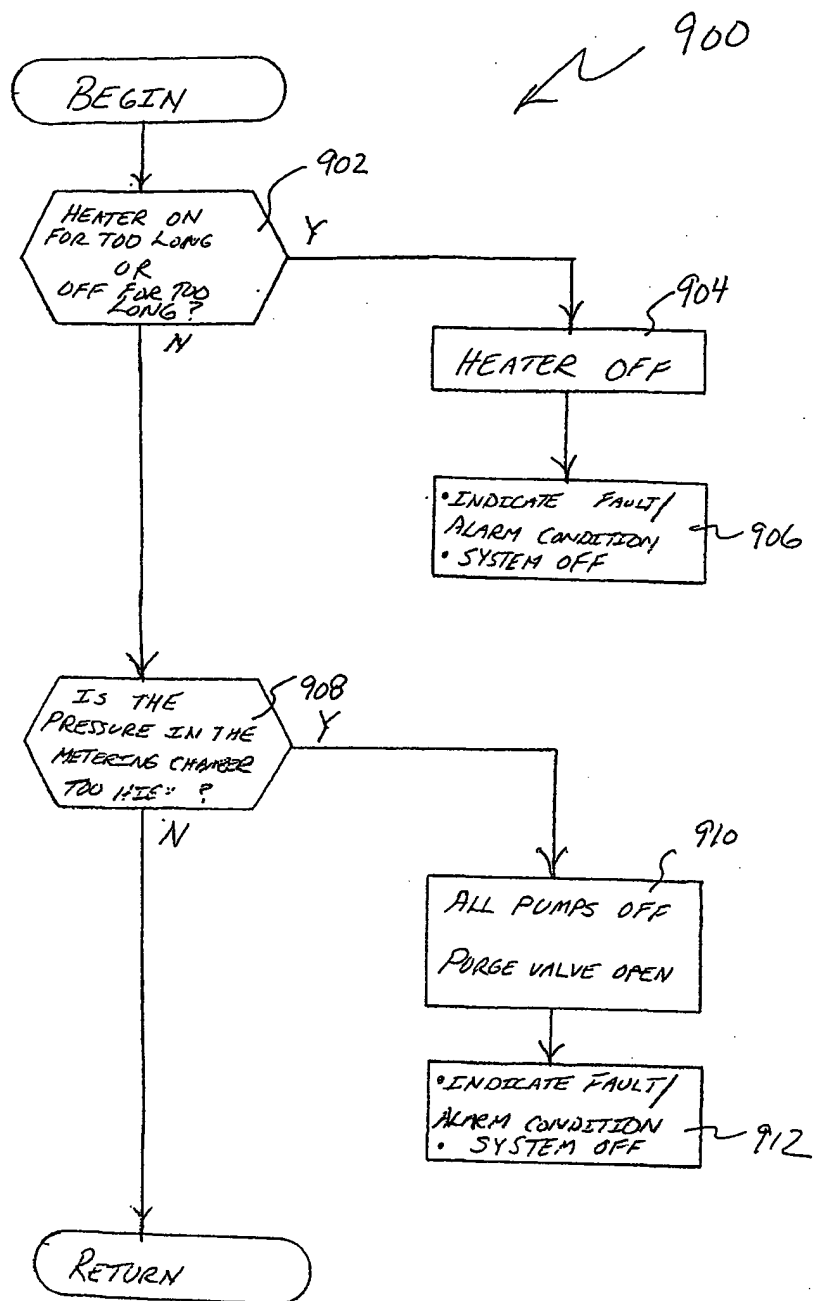 900
BEGIN
902
HEATER ON
FOR TOO LONG
OR
OFF FOR TOO
LONG?
Y
N
904
HEATER OFF
• INDICATE FAULT/
ALARM CONDITION
• SYSTEM OFF
906
908
IS THE
PRESSURE IN THE
METERING CHAMBER
TOO ?
Y
N
910
ALL PUMPS OFF
PURGE VALVE OPEN
• INDICATE FAULT/
ALARM CONDITION
• SYSTEM OFF
912
RETURN